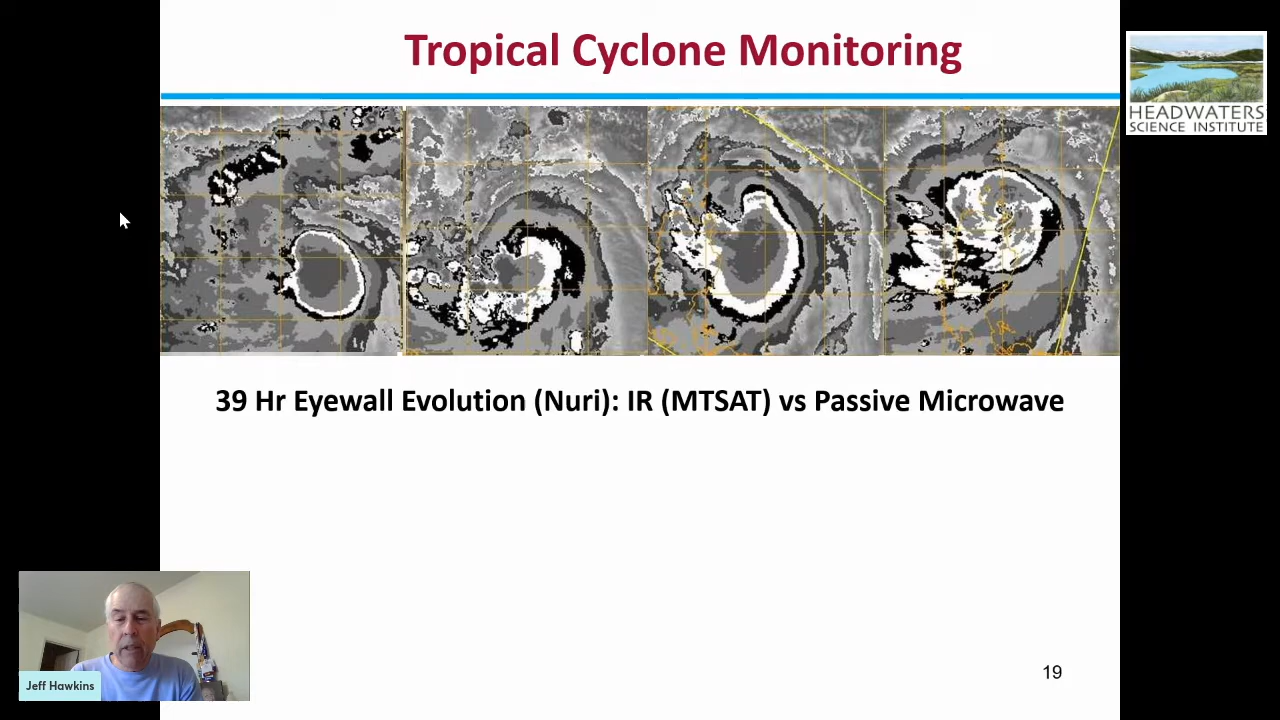 Tropical Cyclone Monitoring
HEADWATERS
SCIENCE INSTITUTE
39 Hr Eyewall Evolution (Nuri): IR (MTSAT) vs Passive Microwave
Jeff Hawkins
19